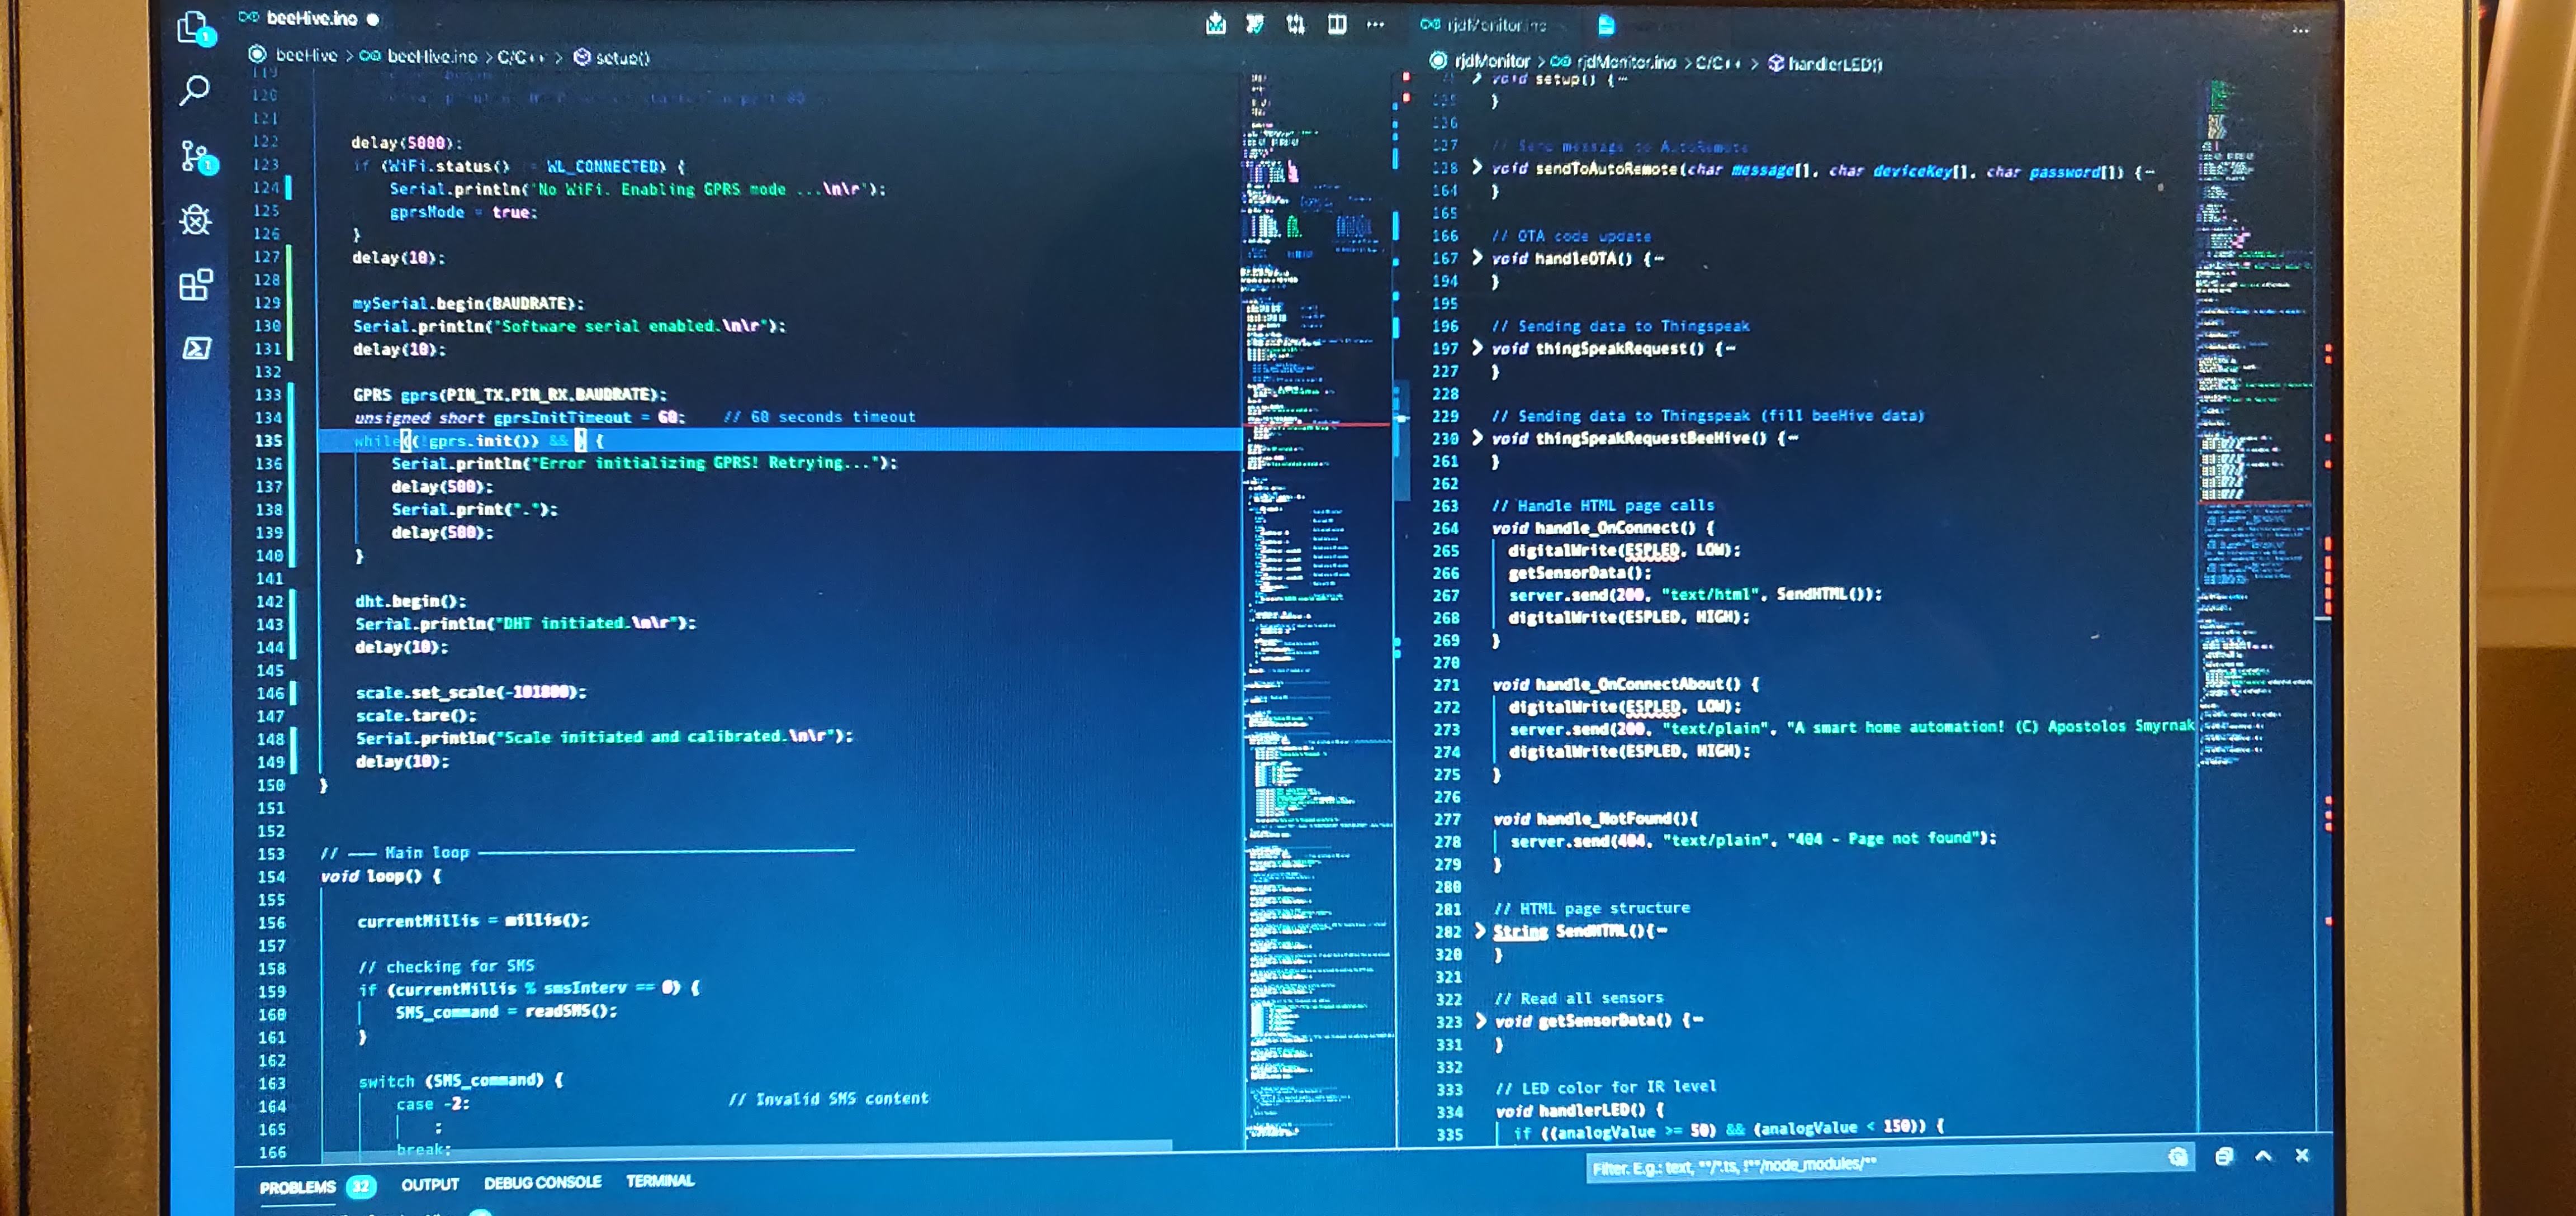 beeHive.ino
beeHive > beeHive.ino > C/C++ > setup()
119
120
121
122 delay(5000);
123 if (WiFi.status() != WL_CONNECTED) {
124 Serial.println("No WiFi. Enabling GPRS mode ...\n\r");
125 gprsMode = true;
126 }
127 delay(10);
128
129 mySerial.begin(BAUDRATE);
130 Serial.println("Software serial enabled.\n\r");
131 delay(10);
132
133 GPRS gprs(PIN_TX,PIN_RX,BAUDRATE);
134 unsigned short gprsInitTimeout = 60; // 60 seconds timeout
135 while((!gprs.init()) && ) {
136 Serial.println("Error initializing GPRS! Retrying...");
137 delay(500);
138 Serial.print(".");
139 delay(500);
140 }
141
142 dht.begin();
143 Serial.println("DHT initiated.\n\r");
144 delay(10);
145
146 scale.set_scale(-101800);
147 scale.tare();
148 Serial.println("Scale initiated and calibrated.\n\r");
149 delay(10);
150 }
151
152
153 // —— Main loop ——————————————
154 void loop() {
155
156 currentMillis = millis();
157
158 // checking for SMS
159 if (currentMillis % smsInterv == 0) {
160 SMS_command = readSMS();
161 }
162
163 switch (SMS_command) {
164 case -2: // Invalid SMS content
165 ;
166 break;
rjdMonitor.ino
rjdMonitor > rjdMonitor.ino > C/C++ > handlerLED()
void setup() {
}
136
137 // Send message to AutoRemote
138 void sendToAutoRemote(char message[], char deviceKey[], char password[]) {
164 }
165
166 // OTA code update
167 void handleOTA() {
194 }
195
196 // Sending data to Thingspeak
197 void thingSpeakRequest() {
227 }
228
229 // Sending data to Thingspeak (fill beeHive data)
230 void thingSpeakRequestBeeHive() {
261 }
262
263 // Handle HTML page calls
264 void handle_OnConnect() {
265 digitalWrite(ESPLED, LOW);
266 getSensorData();
267 server.send(200, "text/html", SendHTML());
268 digitalWrite(ESPLED, HIGH);
269 }
270
271 void handle_OnConnectAbout() {
272 digitalWrite(ESPLED, LOW);
273 server.send(200, "text/plain", "A smart home automation! (C) Apostolos Smyrnak
274 digitalWrite(ESPLED, HIGH);
275 }
276
277 void handle_NotFound(){
278 server.send(404, "text/plain", "404 - Page not found");
279 }
280
281 // HTML page structure
282 String SendHTML(){
320 }
321
322 // Read all sensors
323 void getSensorData() {
331 }
332
333 // LED color for IR level
334 void handlerLED() {
335 if ((analogValue >= 50) && (analogValue < 150)) {
PROBLEMS 32 OUTPUT DEBUG CONSOLE TERMINAL
Filter. E.g.: text, **/*.ts, !**/node_modules/**